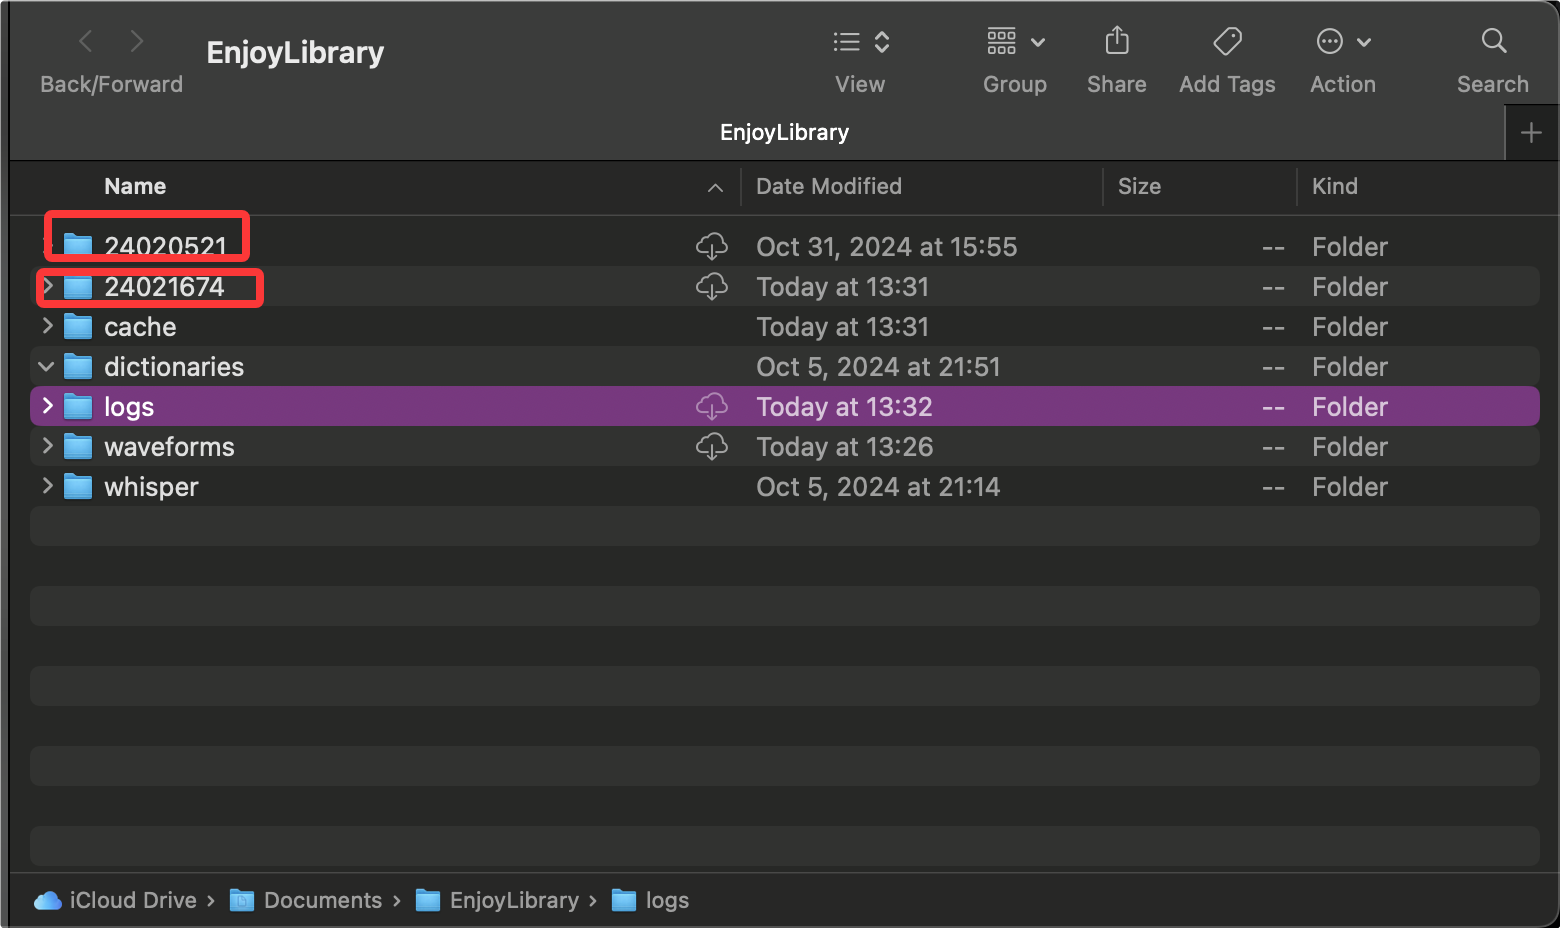 EnjoyLibrary
Back/Forward View Group Share Add Tags Action Search
EnjoyLibrary
Name Date Modified Size Kind
24020521 Oct 31, 2024 at 15:55 -- Folder
24021674 Today at 13:31 -- Folder
cache Today at 13:31 -- Folder
dictionaries Oct 5, 2024 at 21:51 -- Folder
logs Today at 13:32 -- Folder
waveforms Today at 13:26 -- Folder
whisper Oct 5, 2024 at 21:14 -- Folder
iCloud Drive › Documents › EnjoyLibrary › logs